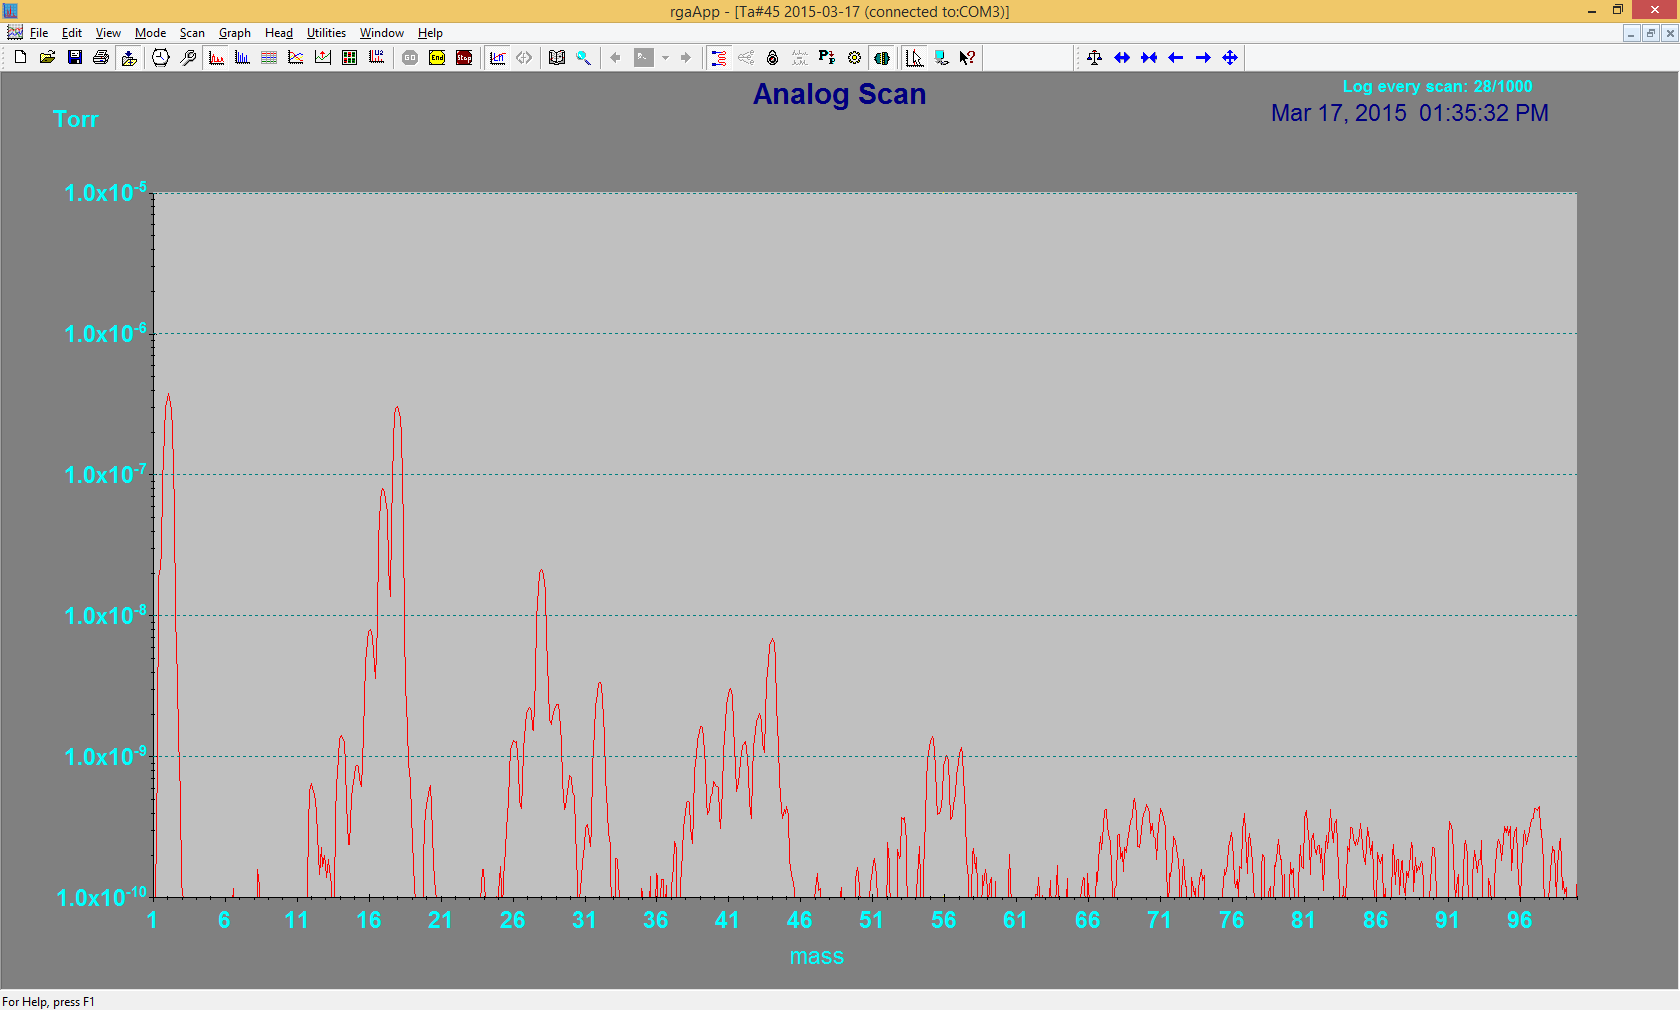 rgaApp - [Ta#45 2015-03-17 (connected to:COM3)]
File Edit View Mode Scan Graph Head Utilities Window Help
GO End Stop
Analog Scan
Log every scan: 28/1000
Mar 17, 2015 01:35:32 PM
Torr
1.0x10-5
1.0x10-6
1.0x10-7
1.0x10-8
1.0x10-9
1.0x10-10
1 6 11 16 21 26 31 36 41 46 51 56 61 66 71 76 81 86 91 96
mass
For Help, press F1